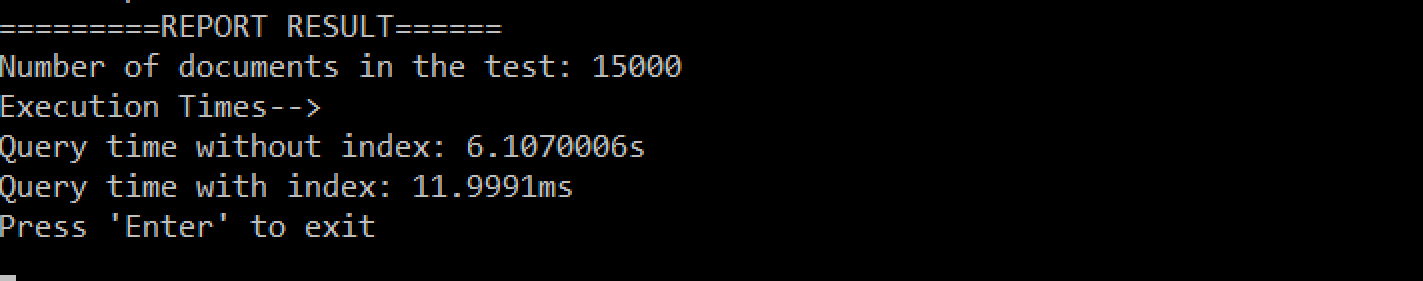 =========REPORT RESULT======
Number of documents in the test: 15000
Execution Times-->
Query time without index: 6.1070006s
Query time with index: 11.9991ms
Press 'Enter' to exit